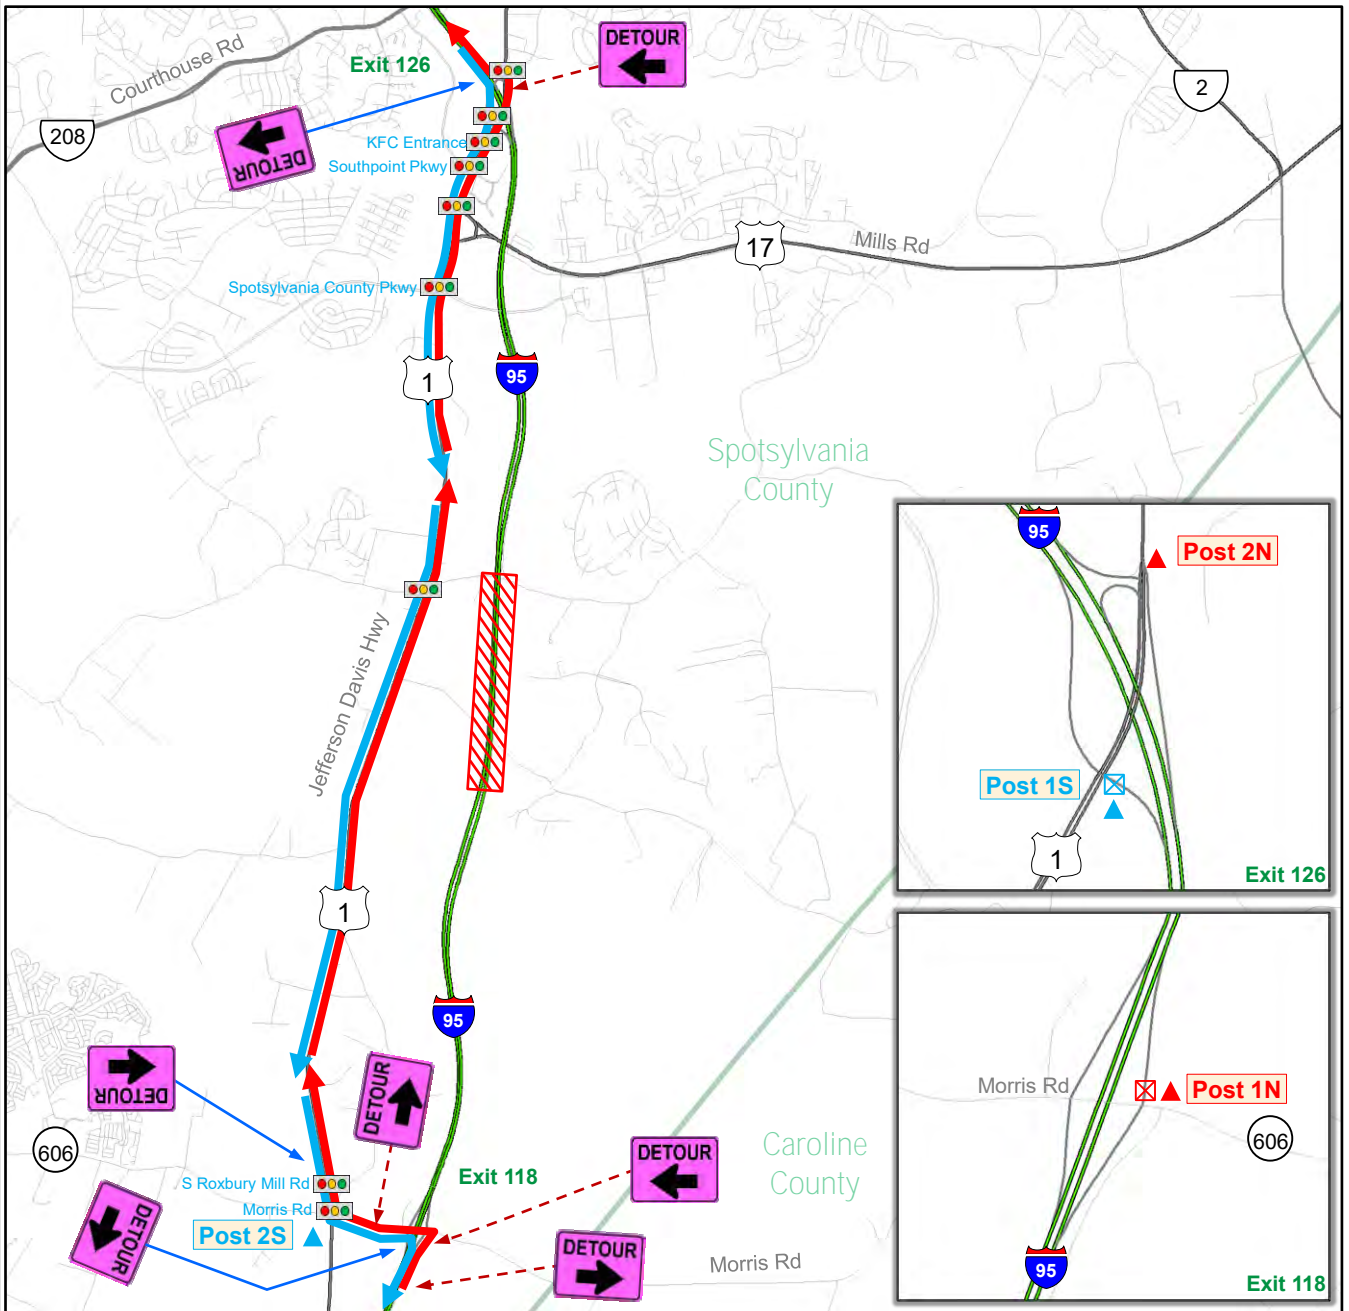 DETOUR
Courthouse Rd
Exit 126
2
208
DETOUR
KFC Entrance
Southpoint Pkwy
17
Mills Rd
Spotsylvania County Pkwy
1
95
Spotsylvania
County
95
Post 2N
Jefferson Davis Hwy
Post 1S
1
Exit 126
1
95
DETOUR
DETOUR
Morris Rd
Post 1N
606
606
DETOUR
Caroline
County
Exit 118
S Roxbury Mill Rd
Morris Rd
Post 2S
DETOUR
DETOUR
Morris Rd
95
Exit 118